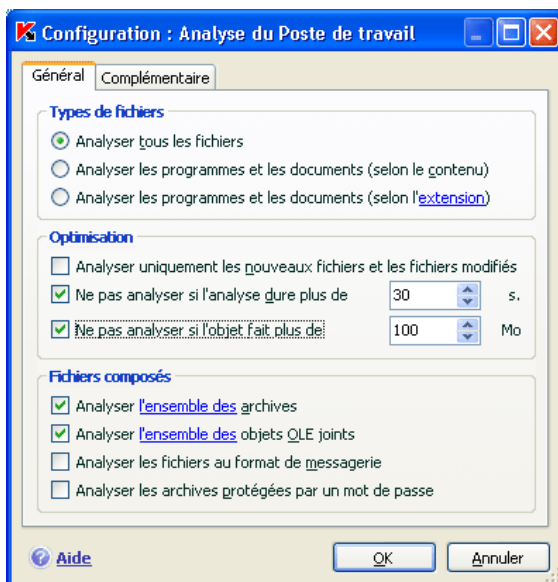 Configuration : Analyse du Poste de travail
Général Complémentaire
Types de fichiers
Analyser tous les fichiers
Analyser les programmes et les documents (selon le contenu)
Analyser les programmes et les documents (selon l'extension)
Optimisation
Analyser uniquement les nouveaux fichiers et les fichiers modifiés
Ne pas analyser si l'analyse dure plus de 30 s.
Ne pas analyser si l'objet fait plus de 100 Mo
Fichiers composés
Analyser l'ensemble des archives
Analyser l'ensemble des objets OLE joints
Analyser les fichiers au format de messagerie
Analyser les archives protégées par un mot de passe
Aide OK Annuler